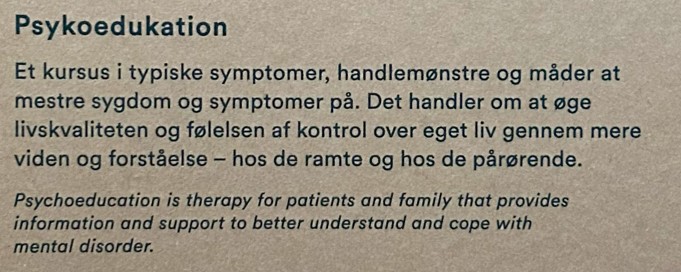 Psykoedukation
Et kursus i typiske symptomer, handlemønstre og måder at
mestre sygdom og symptomer på. Det handler om at øge
livskvaliteten og følelsen af kontrol over eget liv gennem mere
viden og forståelse – hos de ramte og hos de pårørende.
Psychoeducation is therapy for patients and family that provides
information and support to better understand and cope with
mental disorder.